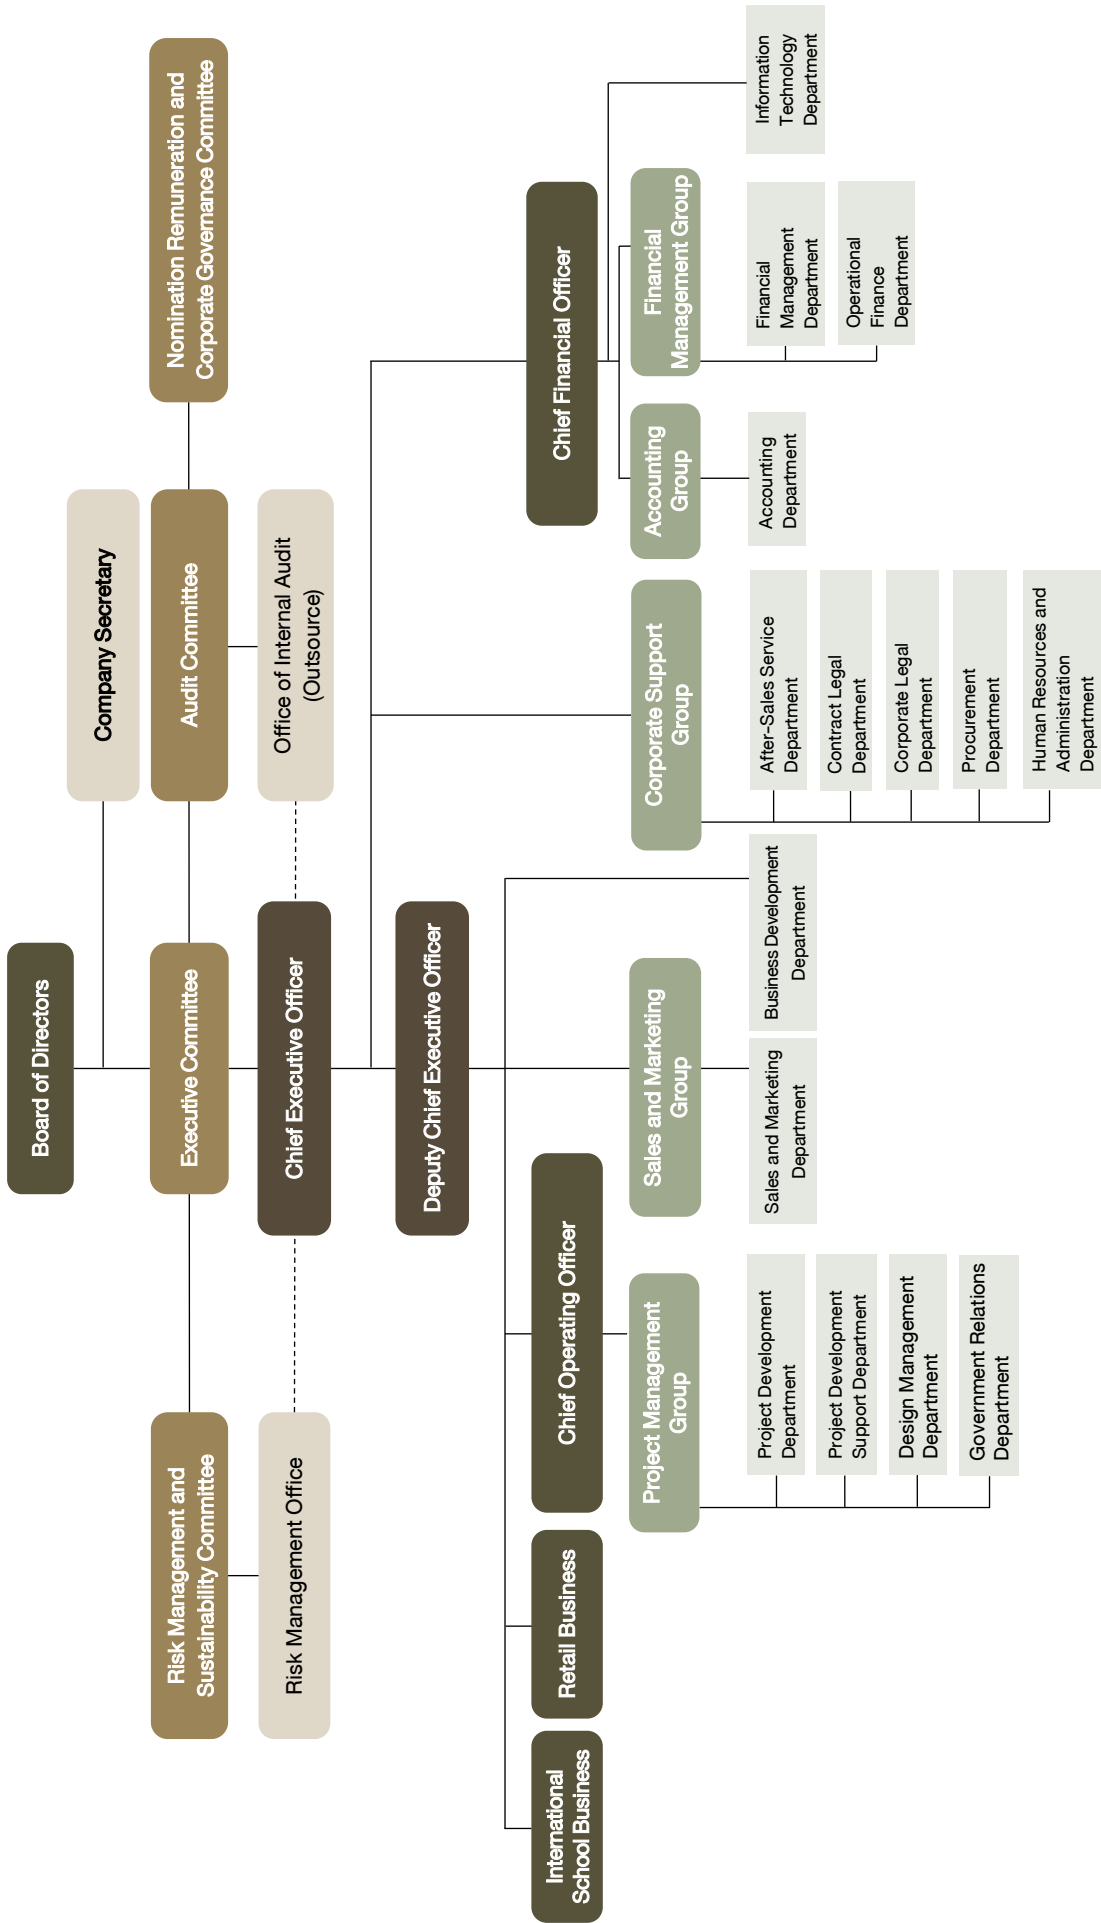 Board of Directors
Company Secretary
Risk Management and
Sustainability Committee
Executive Committee
Audit Committee
Nomination Remuneration and
Corporate Governance Committee
Risk Management Office
Chief Executive Officer
Office of Internal Audit
(Outsource)
Deputy Chief Executive Officer
International
School Business
Retail Business
Chief Operating Officer
Chief Financial Officer
Project Management
Group
Sales and Marketing
Group
Corporate Support
Group
Accounting
Group
Financial
Management Group
Project Development
Department
Project Development
Support Department
Design Management
Department
Government Relations
Department
Sales and Marketing
Department
Business Development
Department
After-Sales Service
Department
Contract Legal
Department
Corporate Legal
Department
Procurement
Department
Human Resources and
Administration
Department
Accounting
Department
Financial
Management
Department
Operational
Finance
Department
Information
Technology
Department